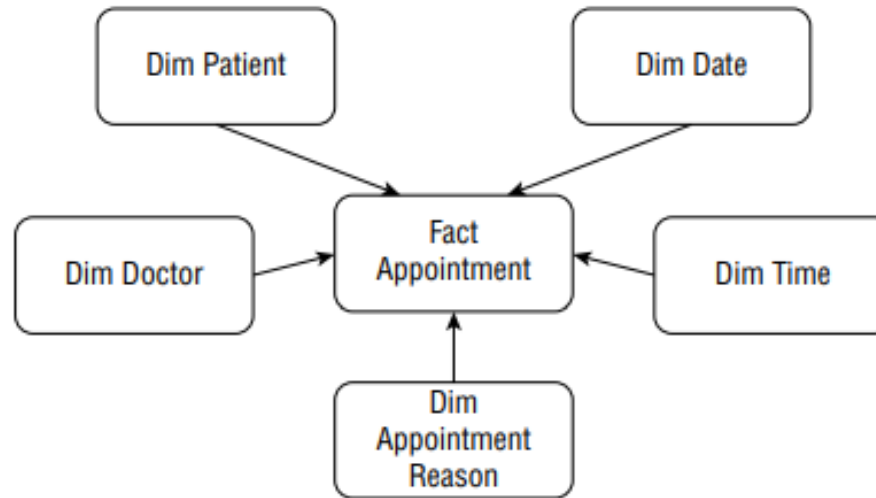 Dim Patient
Dim Date
Fact
Appointment
Dim Doctor
Dim Time
Dim
Appointment
Reason